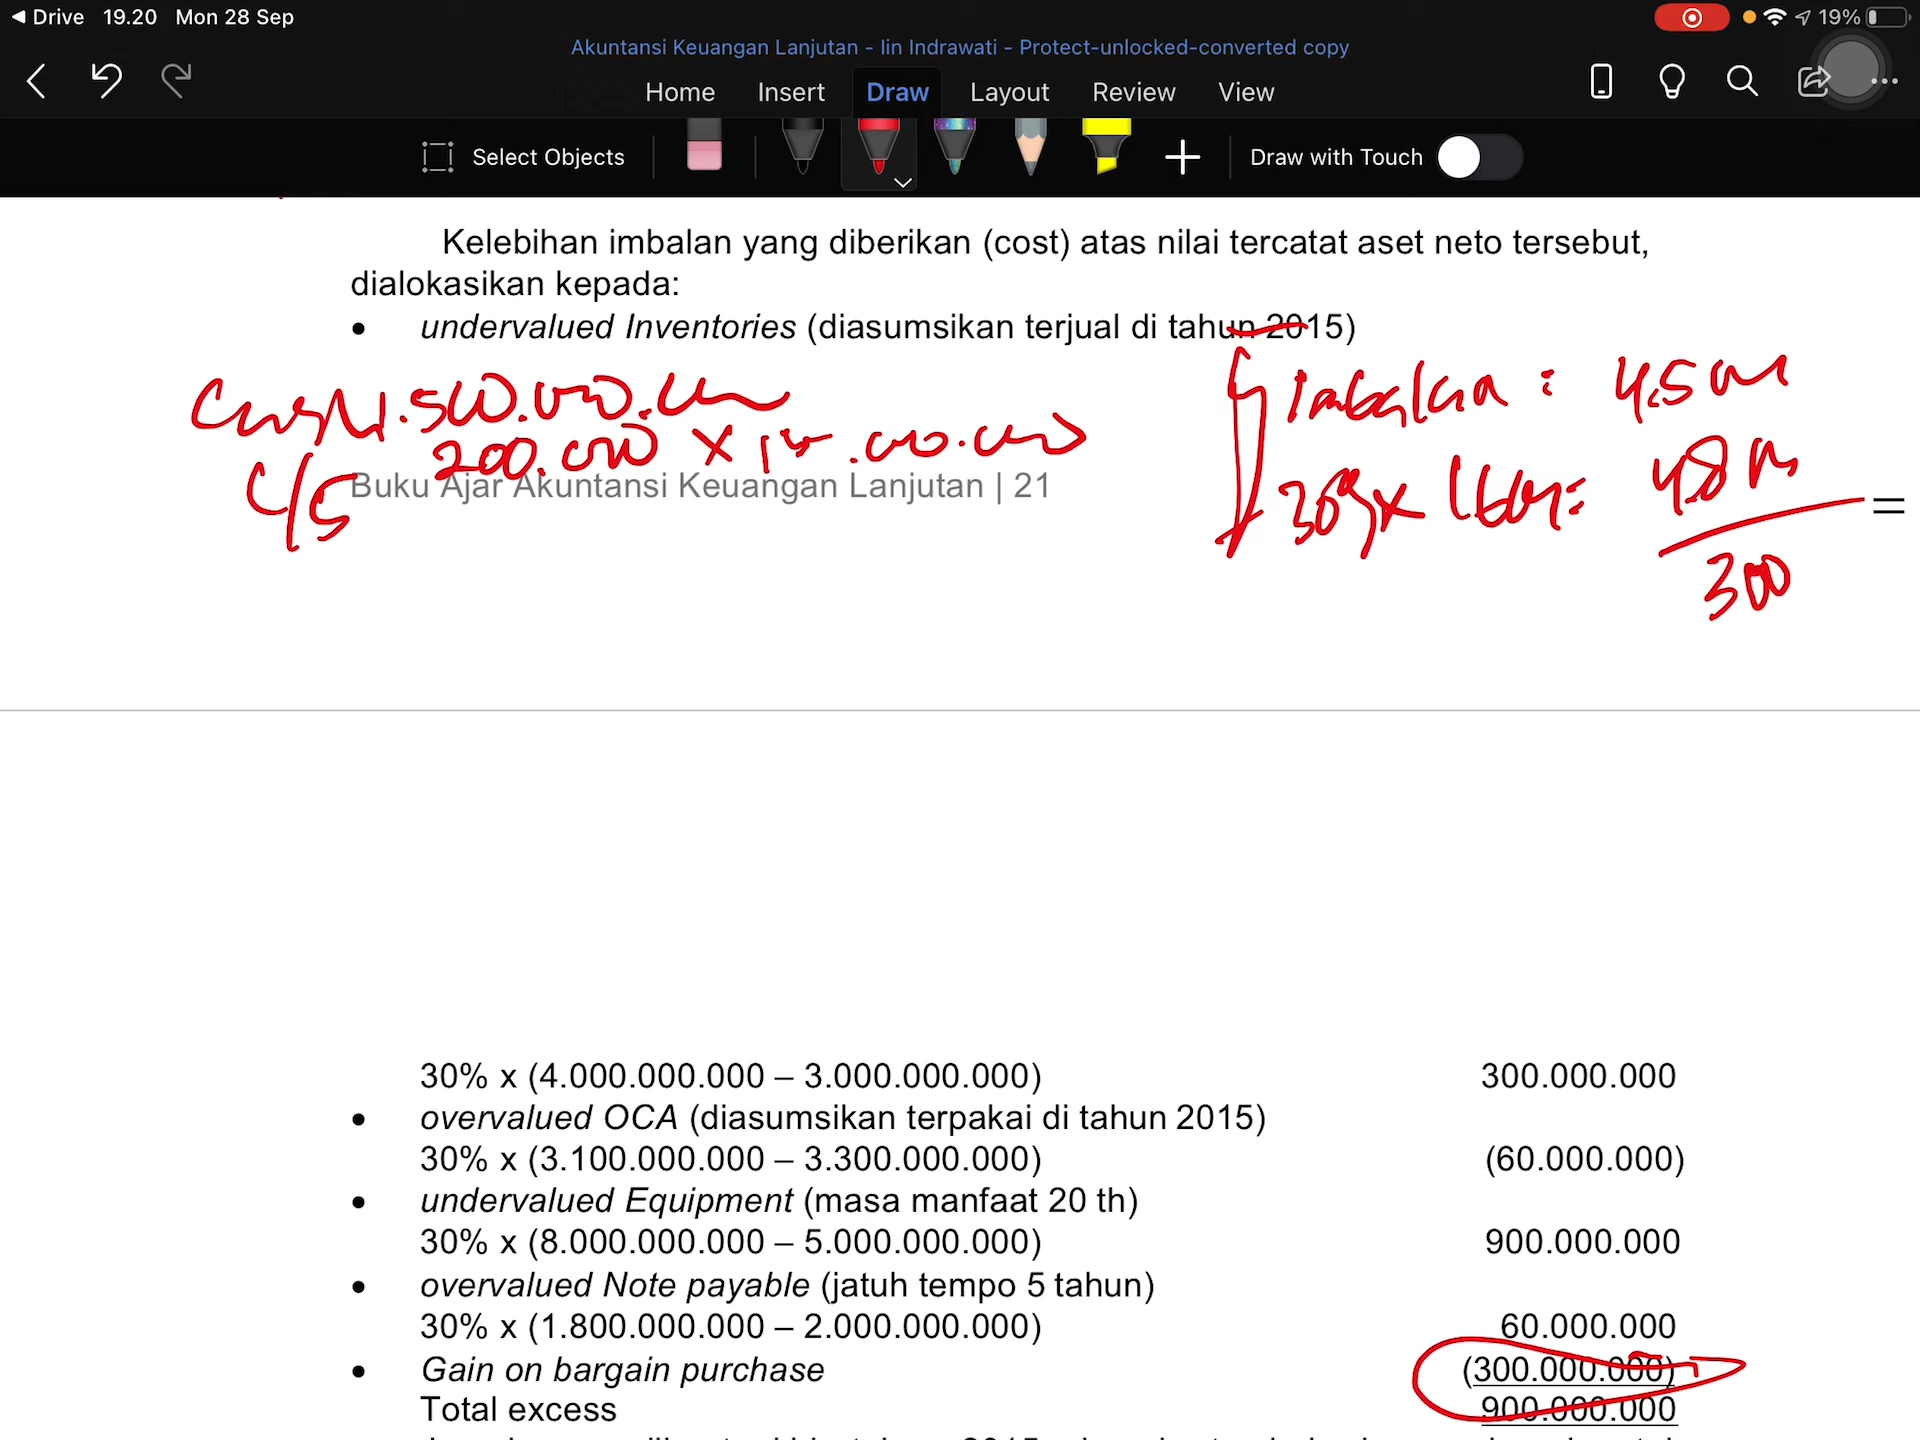 Drive 19.20 Mon 28 Sep 19%
Akuntansi Keuangan Lanjutan - Iin Indrawati - Protect-unlocked-converted copy
Home Insert Draw Layout Review View
Select Objects Draw with Touch
Kelebihan imbalan yang diberikan (cost) atas nilai tercatat aset neto tersebut,
dialokasikan kepada:
• undervalued Inventories (diasumsikan terjual di tahun 2015)
Imbalan : 4.5 m
200.000 X
C/S
Buku Ajar Akuntansi Keuangan Lanjutan | 21
30% x 16 = 4.8 m
=
300
30% x (4.000.000.000 – 3.000.000.000) 300.000.000
• overvalued OCA (diasumsikan terpakai di tahun 2015)
30% x (3.100.000.000 – 3.300.000.000) (60.000.000)
• undervalued Equipment (masa manfaat 20 th)
30% x (8.000.000.000 – 5.000.000.000) 900.000.000
• overvalued Note payable (jatuh tempo 5 tahun)
30% x (1.800.000.000 – 2.000.000.000) 60.000.000
• Gain on bargain purchase (300.000.000)
Total excess 900.000.000